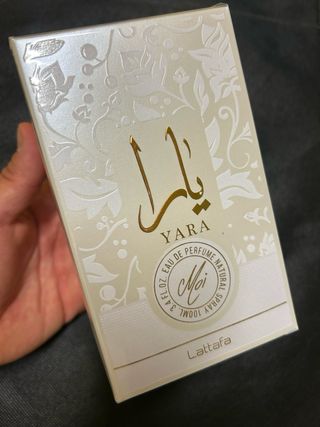 يارا
YARA
3.4 FL.OZ. EAU DE PERFUME NATURAL SPRAY 100ML.
Moi
Lattafa